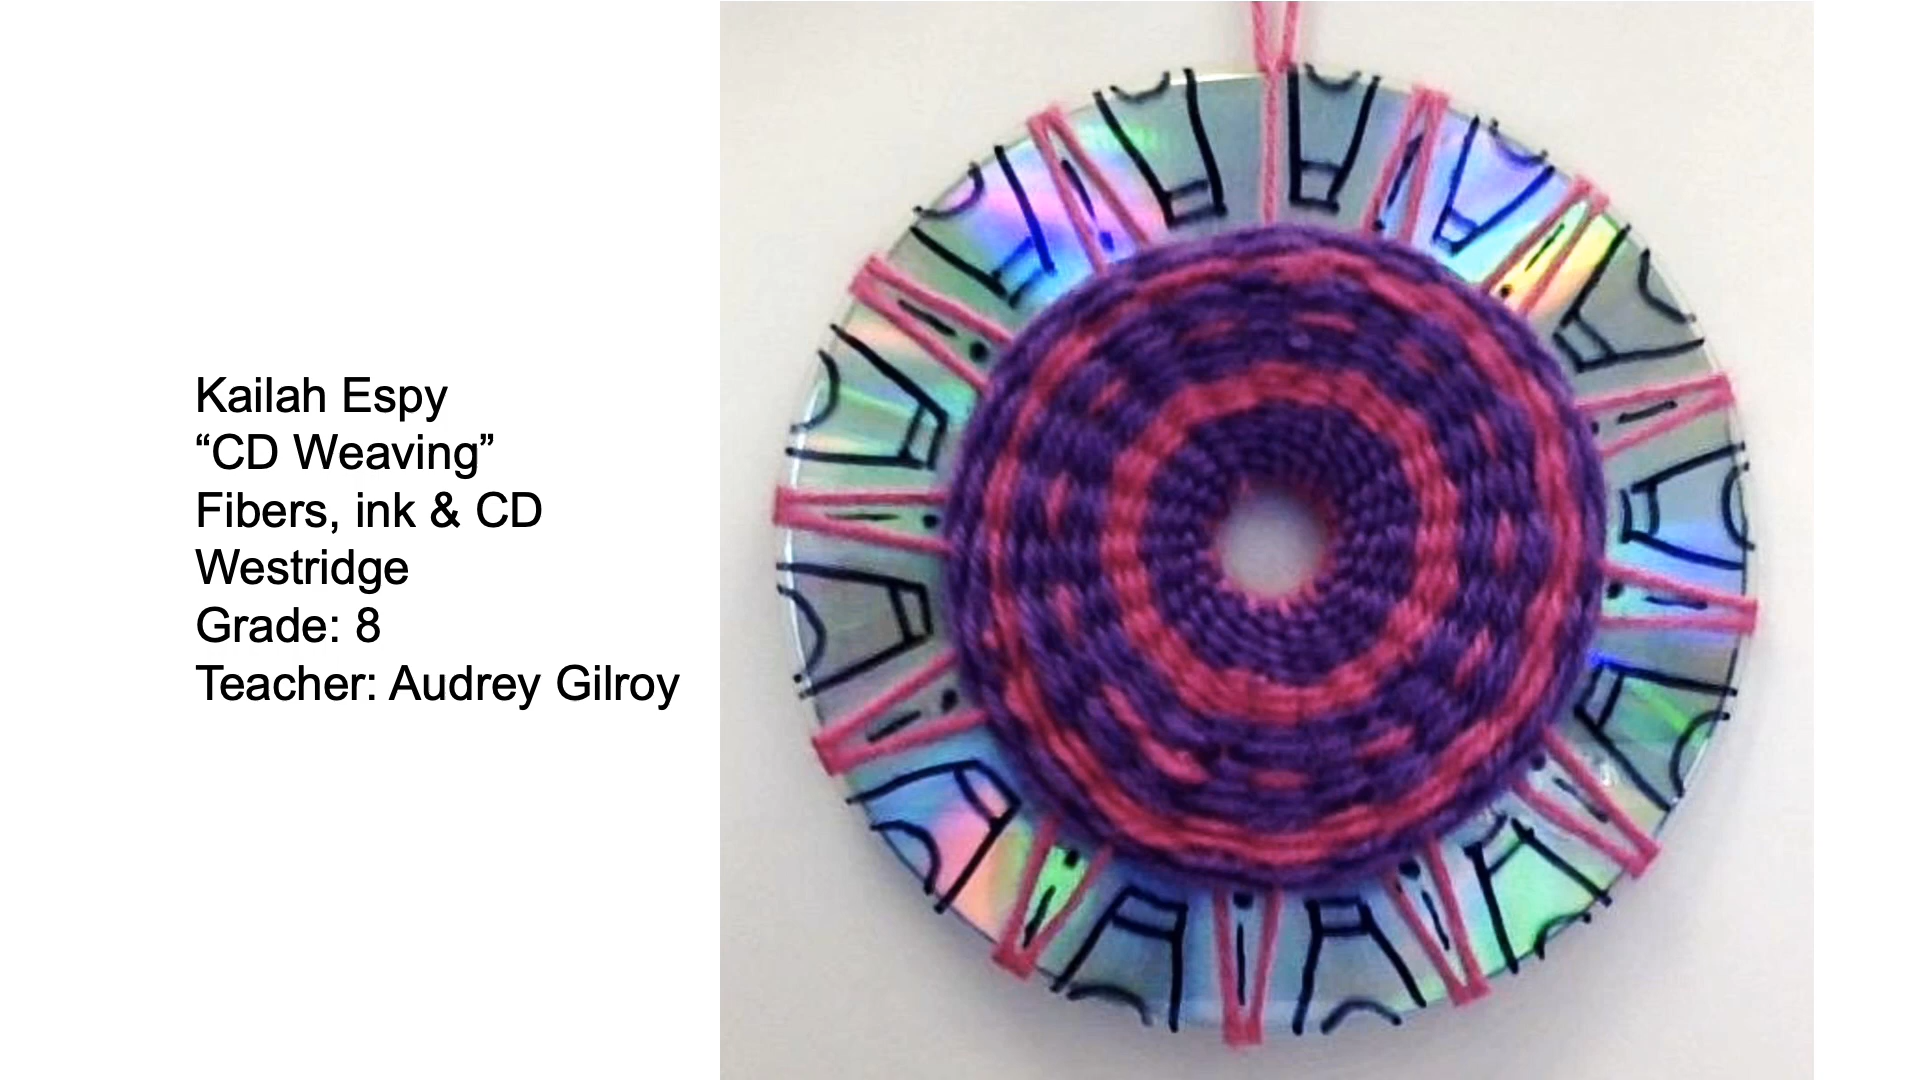 Kailah Espy
“CD Weaving”
Fibers, ink & CD
Westridge
Grade: 8
Teacher: Audrey Gilroy